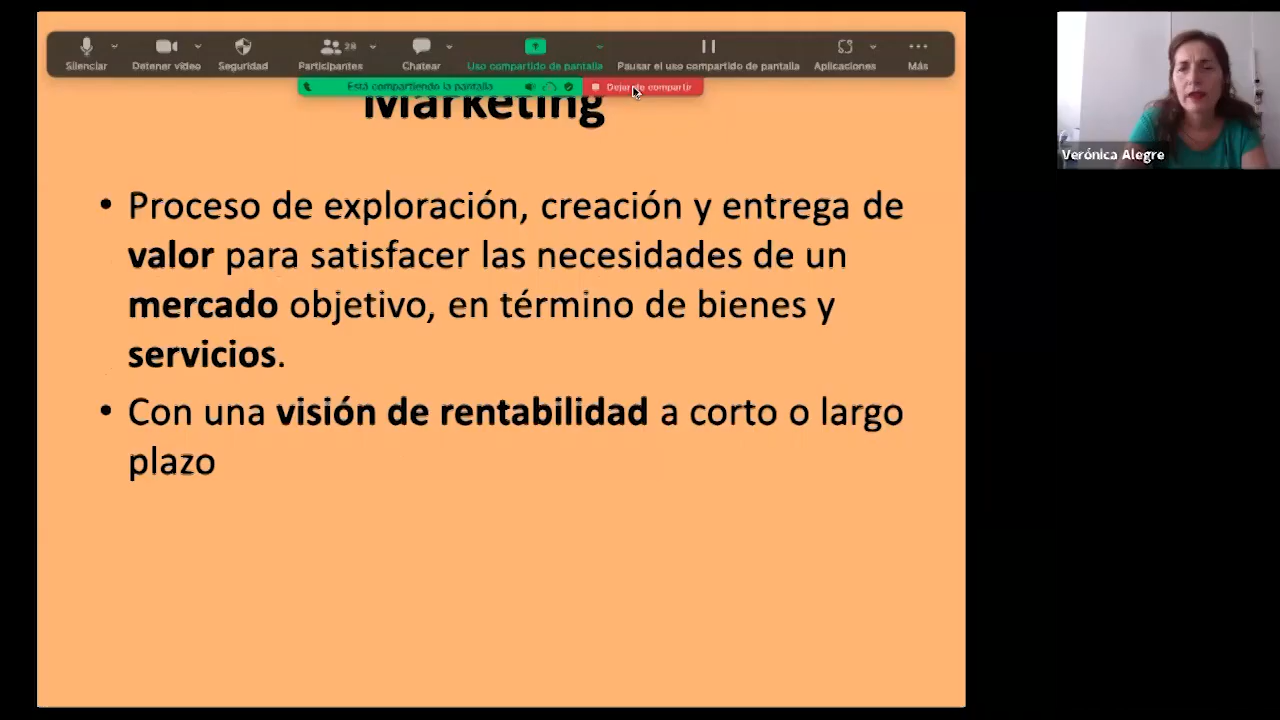 Silenciar
Detener video
Seguridad
28
Participantes
Chatear
Uso compartido de pantalla
Pausar el uso compartido de pantalla
Aplicaciones
Más
Está compartiendo la pantalla
Dejar de compartir
Marketing
Verónica Alegre
• Proceso de exploración, creación y entrega de
valor para satisfacer las necesidades de un
mercado objetivo, en término de bienes y
servicios.
• Con una visión de rentabilidad a corto o largo
plazo